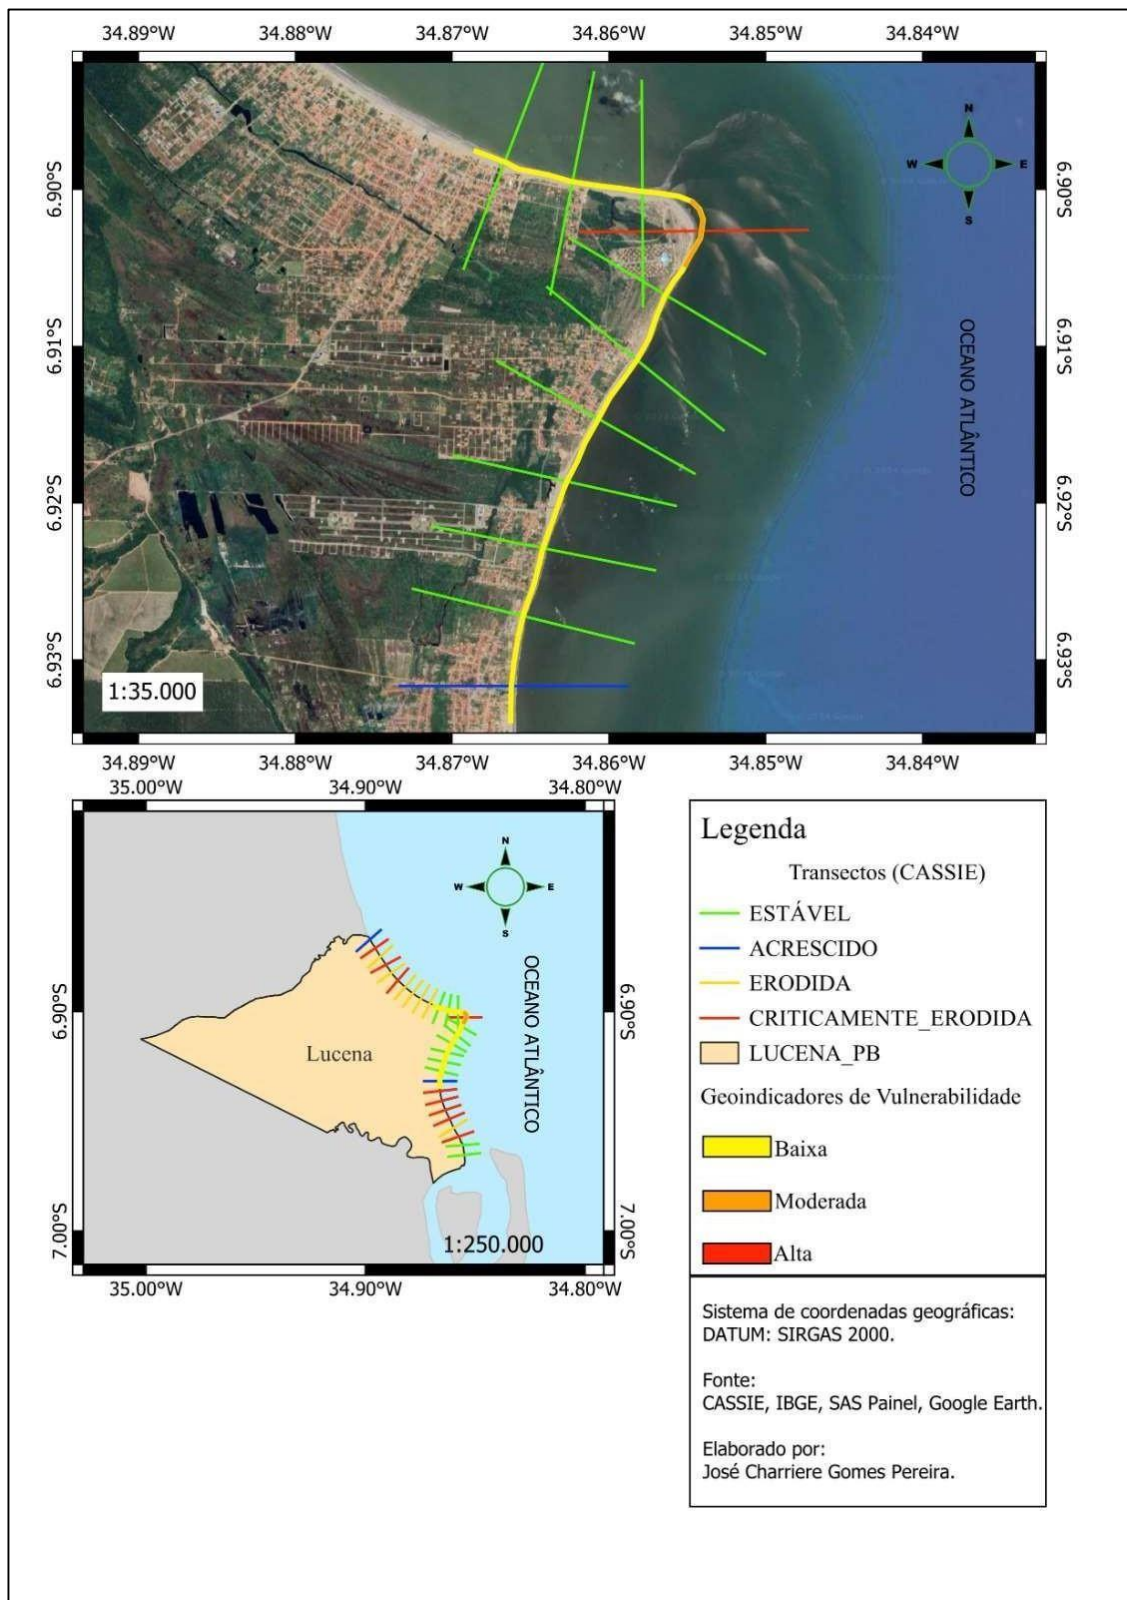 34.89°W 34.88°W 34.87°W 34.86°W 34.85°W 34.84°W
N
W E
S
6.90°S 6.90°S
6.91°S 6.91°S
OCEANO ATLÂNTICO
6.92°S 6.92°S
6.93°S 6.93°S
1:35.000
34.89°W 34.88°W 34.87°W 34.86°W 34.85°W 34.84°W
35.00°W 34.90°W 34.80°W
N
W E
S
OCEANO ATLÂNTICO
6.90°S 6.90°S
Lucena
7.00°S 7.00°S
1:250.000
35.00°W 34.90°W 34.80°W
Legenda
Transectos (CASSIE)
ESTÁVEL
ACRESCIDO
ERODIDA
CRITICAMENTE_ERODIDA
LUCENA_PB
Geoindicadores de Vulnerabilidade
Baixa
Moderada
Alta
Sistema de coordenadas geográficas:
DATUM: SIRGAS 2000.
Fonte:
CASSIE, IBGE, SAS Painel, Google Earth.
Elaborado por:
José Charriere Gomes Pereira.